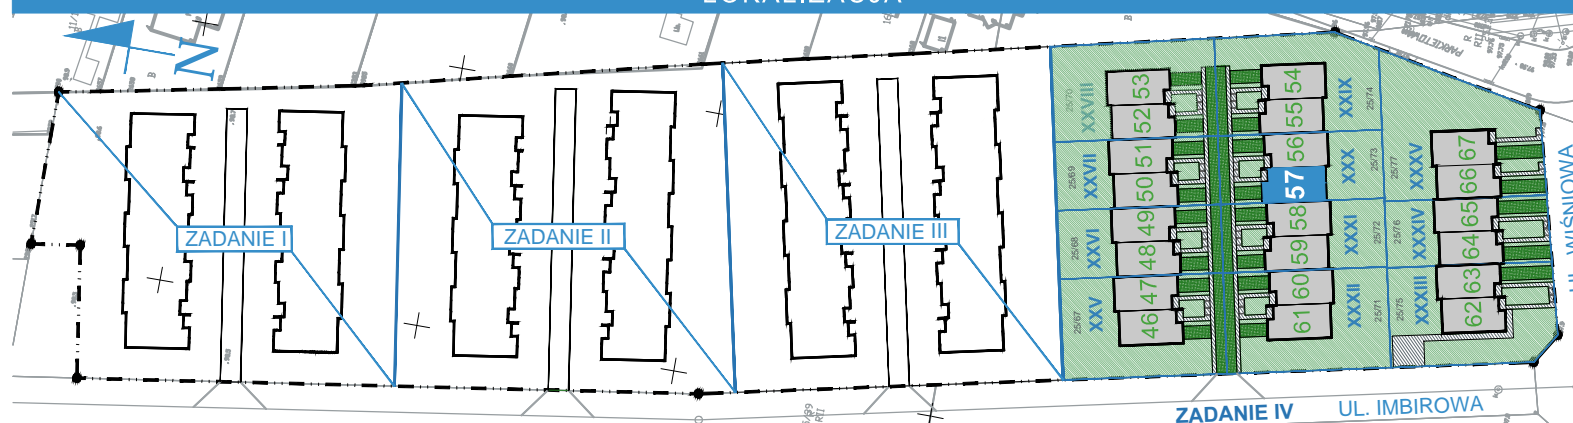 LOKALIZACJA
N
ZADANIE I
ZADANIE II
ZADANIE III
25/70
XXVIII
53
52
25/69
XXVII
51
50
25/68
XXVI
49
48
25/67
XXV
47
46
54
55
XXIX
25/74
56
57
XXX
25/73
58
59
XXXI
25/72
60
61
XXXII
25/71
25/77
XXXV
67
66
25/76
XXXIV
65
64
25/75
XXXIII
63
62
UL. WIŚNIOWA
ZADANIE IV
UL. IMBIROWA